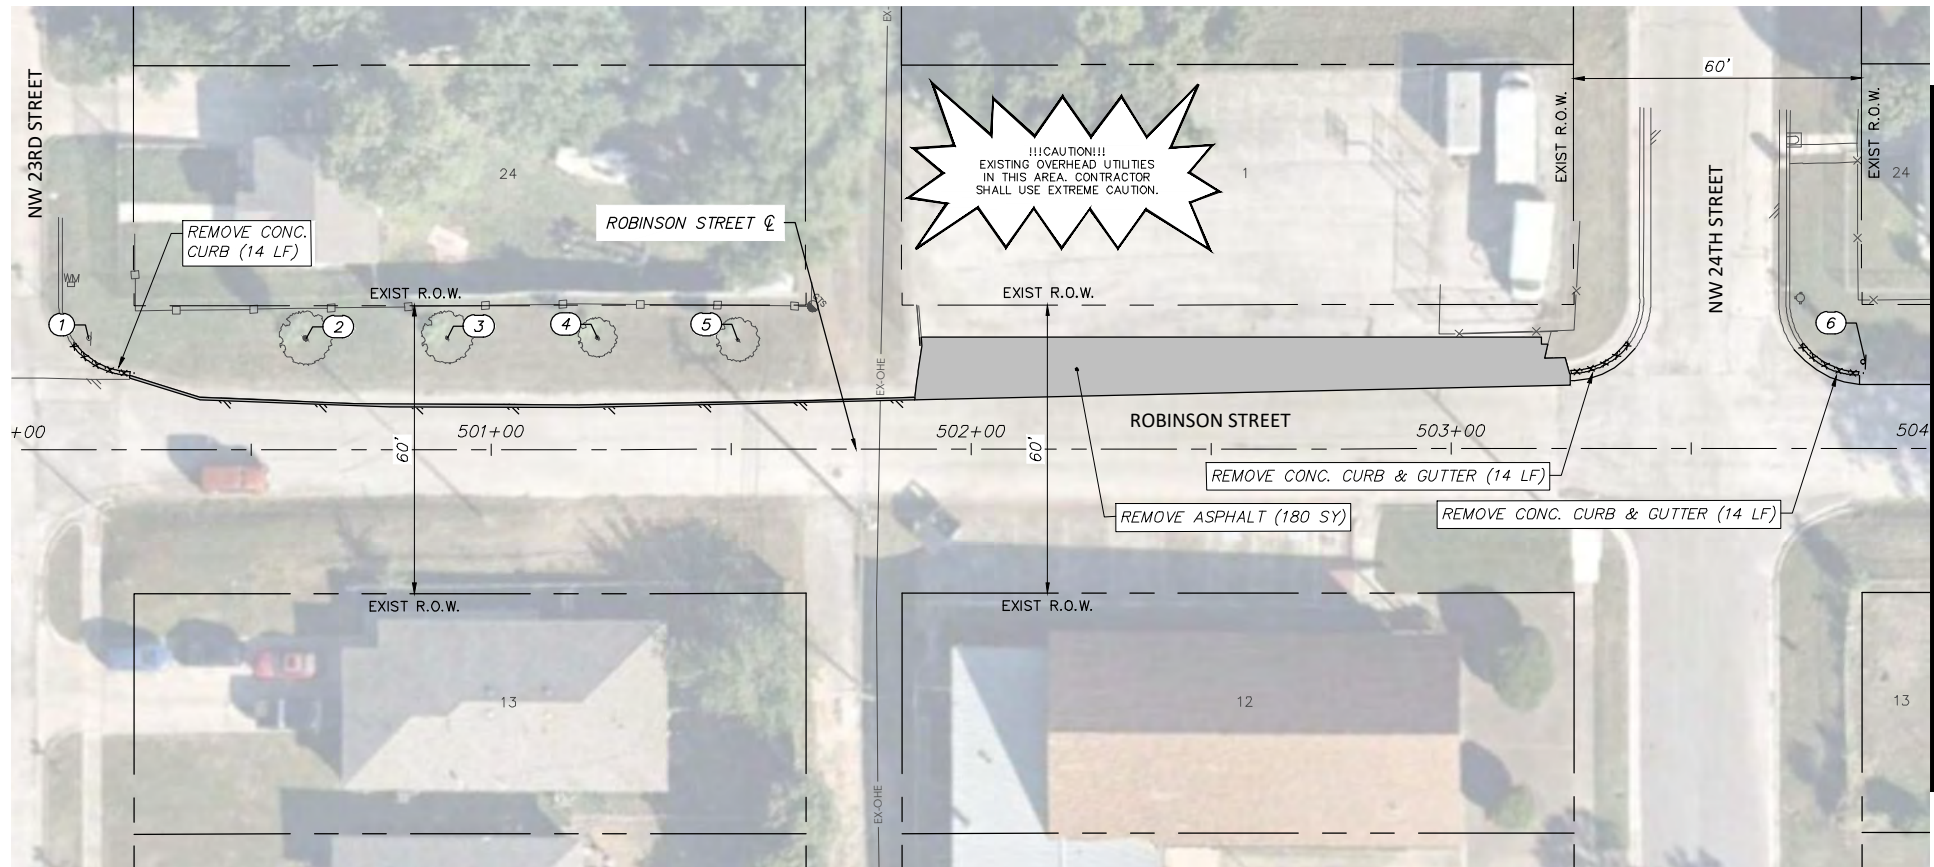 NW 23RD STREET
EX-
60'
EXIST R.O.W.
EXIST R.O.W.
!!!CAUTION!!!
EXISTING OVERHEAD UTILITIES
IN THIS AREA. CONTRACTOR
SHALL USE EXTREME CAUTION.
24
1
24
NW 24TH STREET
REMOVE CONC.
CURB (14 LF)
ROBINSON STREET ℄
WM
EXIST R.O.W.
EXIST R.O.W.
STS
1
2
3
4
5
6
EX-OHE
ROBINSON STREET
+00
501+00
502+00
503+00
504
60'
60'
REMOVE CONC. CURB & GUTTER (14 LF)
REMOVE ASPHALT (180 SY)
REMOVE CONC. CURB & GUTTER (14 LF)
EXIST R.O.W.
EXIST R.O.W.
13
12
13
EX-OHE